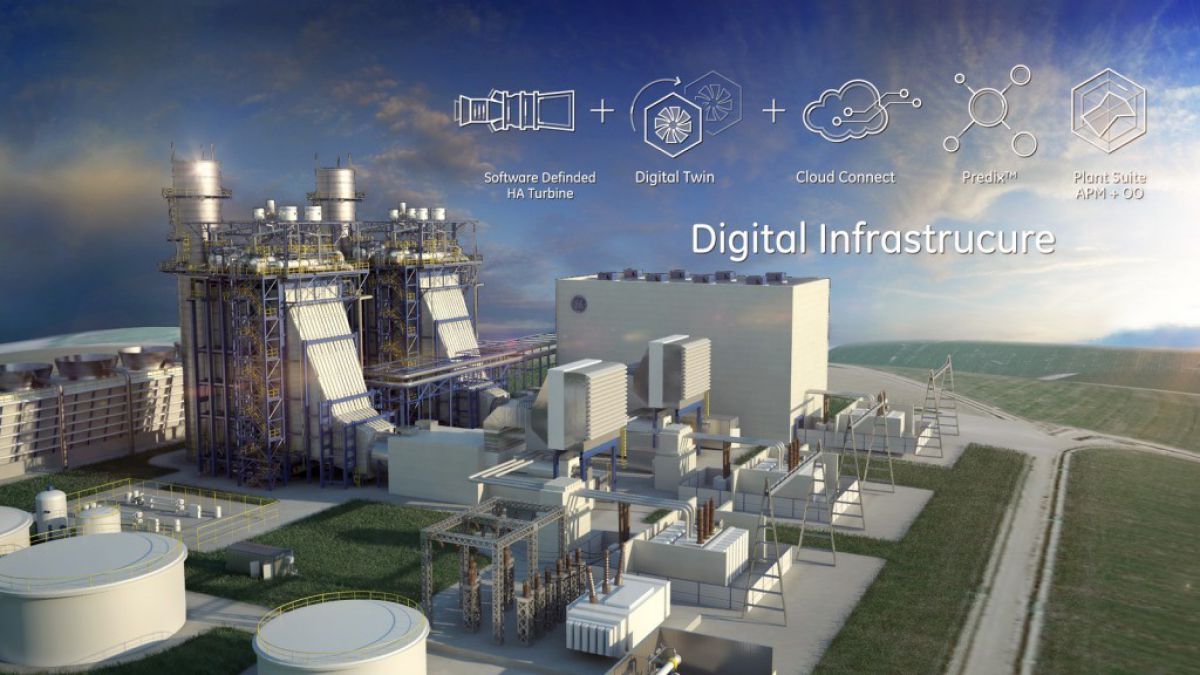 Software Definded
HA Turbine
Digital Twin
Cloud Connect
Predix™
Plant Suite
APM + OO
Digital Infrastrucure